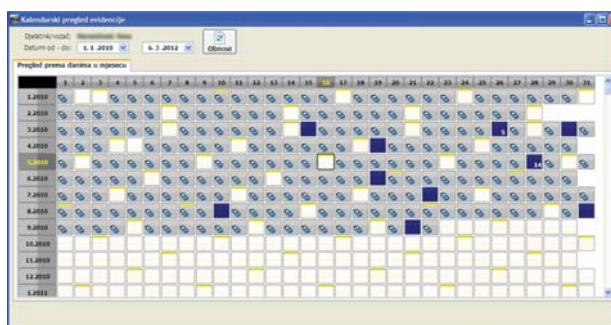 Kalendarski pregled evidencije
Djelatnik/vozač:
Datum od - do: 1. 1 .2010 6. 3 .2012 Obnovi
Pregled prema danima u mjesecu
1 2 3 4 5 6 7 8 9 10 11 12 13 14 15 16 17 18 19 20 21 22 23 24 25 26 27 28 29 30 31
1.2010
2.2010
3.2010 5
4.2010
5.2010 14
6.2010
7.2010
8.2010
9.2010
10.2010
11.2010
12.2010
1.2011